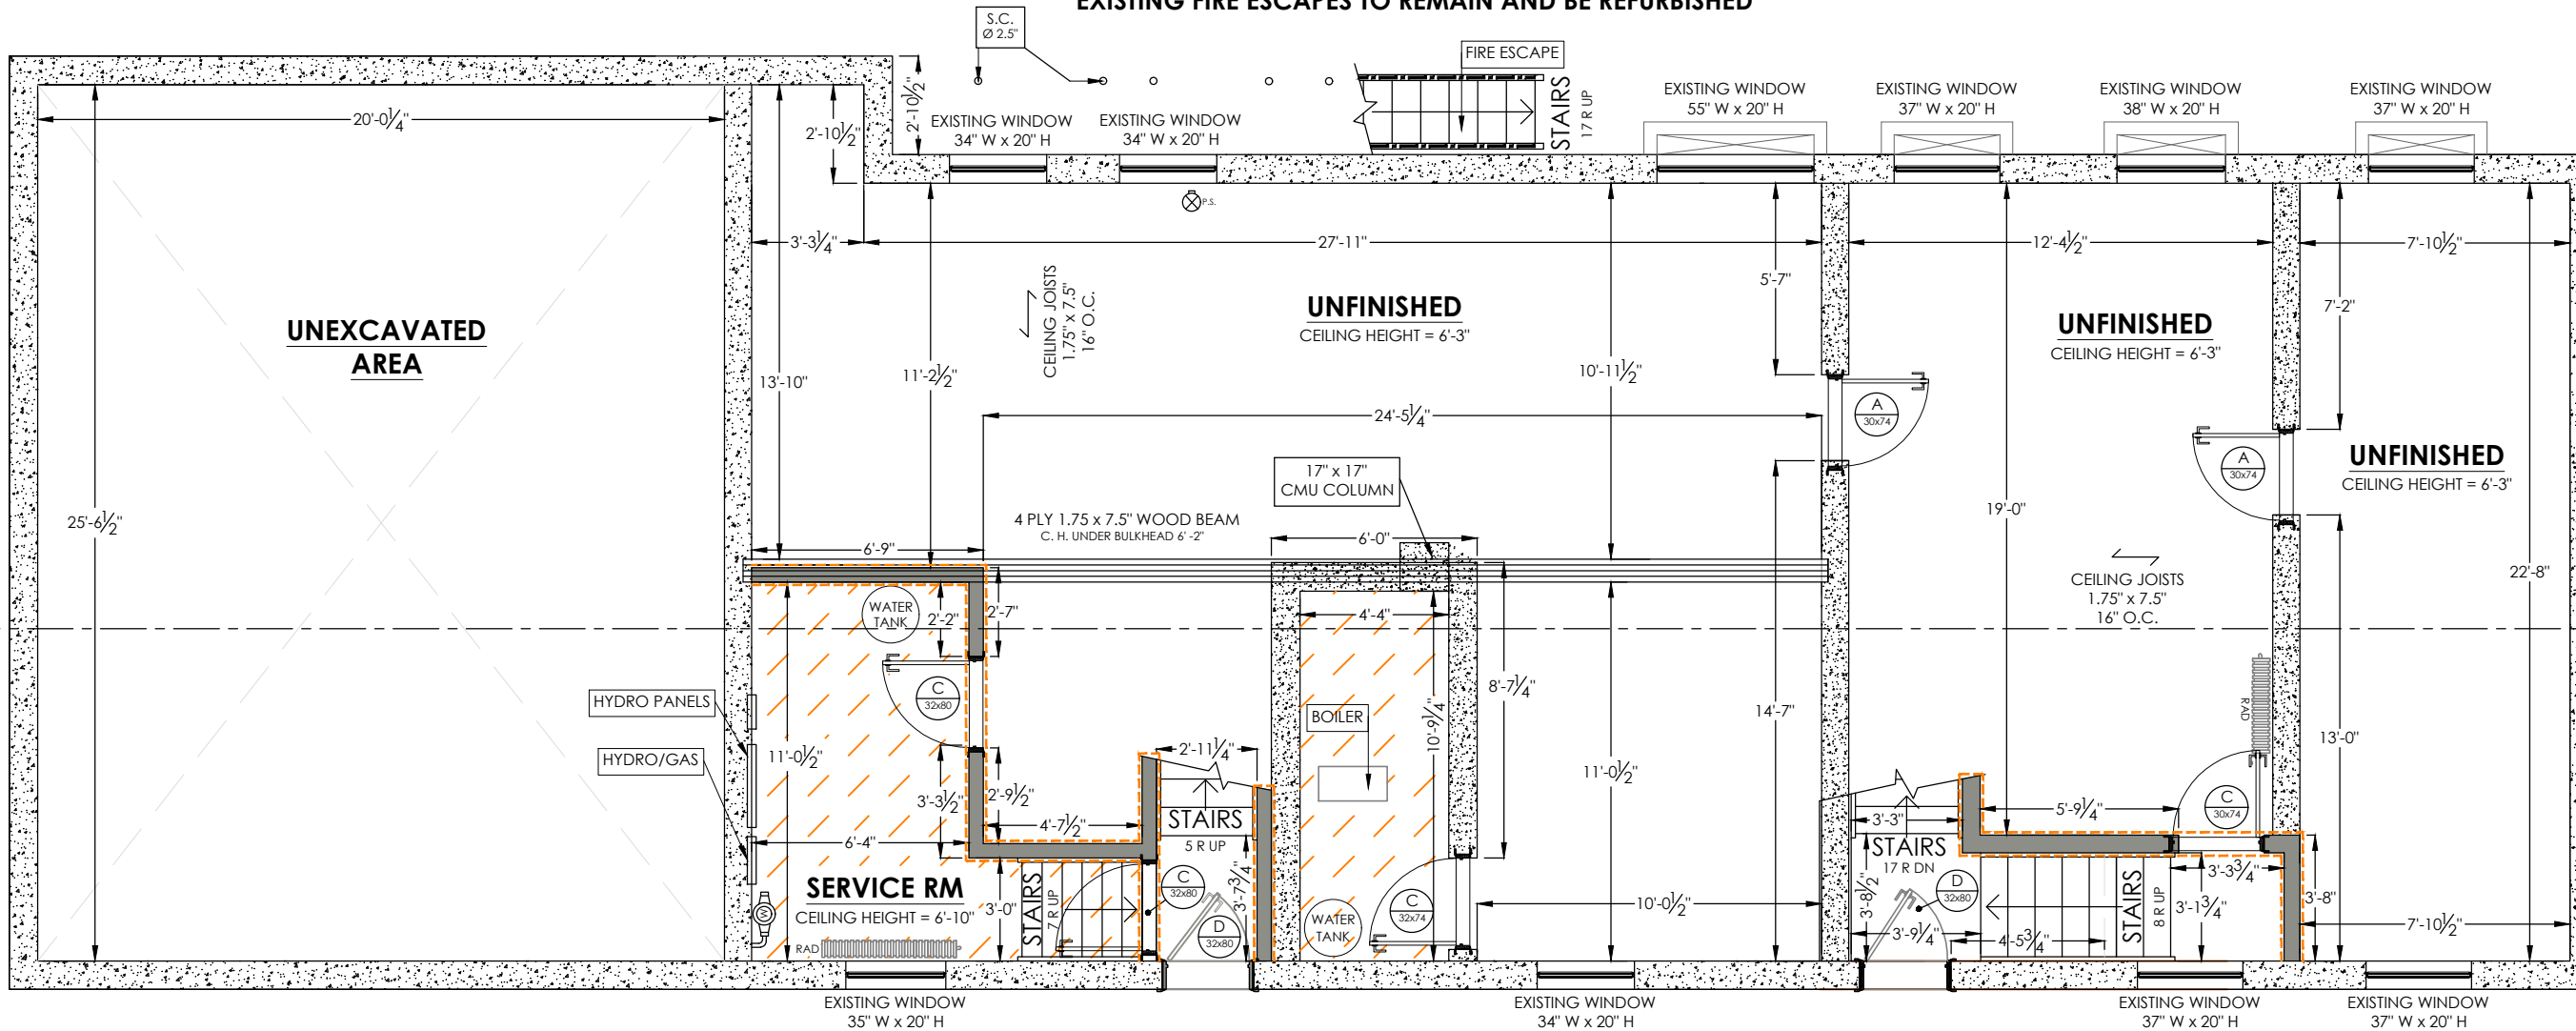 EXISTING FIRE ESCAPES TO REMAIN AND BE REFURBISHED
S.C.
Ø 2.5"
FIRE ESCAPE
STAIRS
17 R UP
2'-10½"
2'-10½"
EXISTING WINDOW
34" W x 20" H
EXISTING WINDOW
34" W x 20" H
EXISTING WINDOW
55" W x 20" H
EXISTING WINDOW
37" W x 20" H
EXISTING WINDOW
38" W x 20" H
EXISTING WINDOW
37" W x 20" H
20'-0¼"
P.S.
3'-3¼"
27'-11"
12'-4½"
7'-10½"
5'-7"
7'-2"
CEILING JOISTS
1.75" x 7.5"
16" O.C.
UNEXCAVATED
AREA
UNFINISHED
CEILING HEIGHT = 6'-3"
UNFINISHED
CEILING HEIGHT = 6'-3"
UNFINISHED
CEILING HEIGHT = 6'-3"
13'-10"
11'-2½"
10'-11½"
24'-5¼"
A
30x74
A
30x74
17" x 17"
CMU COLUMN
25'-6½"
4 PLY 1.75 x 7.5" WOOD BEAM
C. H. UNDER BULKHEAD 6' -2"
19'-0"
6'-9"
6'-0"
CEILING JOISTS
1.75" x 7.5"
16" O.C.
22'-8"
WATER
TANK
2'-2"
2'-7"
4'-4"
C
32x80
8'-7¼"
HYDRO PANELS
BOILER
10'-9¼"
14'-7"
RAD
13'-0"
HYDRO/GAS
11'-0½"
2'-11¼"
11'-0½"
3'-3½"
2'-9½"
4'-7½"
STAIRS
5 R UP
6'-4"
5'-9¼"
C
30x74
3'-3"
STAIRS
17 R DN
SERVICE RM
CEILING HEIGHT = 6'-10"
3'-0"
STAIRS
7 R UP
C
32x80
3'-7¾"
D
32x80
WATER
TANK
C
32x74
10'-0½"
3'-8½"
D
32x80
3'-9¼"
4'-5¾"
STAIRS
8 R UP
3'-3¾"
3'-1¾"
3'-8"
7'-10½"
W
RAD
EXISTING WINDOW
35" W x 20" H
EXISTING WINDOW
34" W x 20" H
EXISTING WINDOW
37" W x 20" H
EXISTING WINDOW
37" W x 20" H